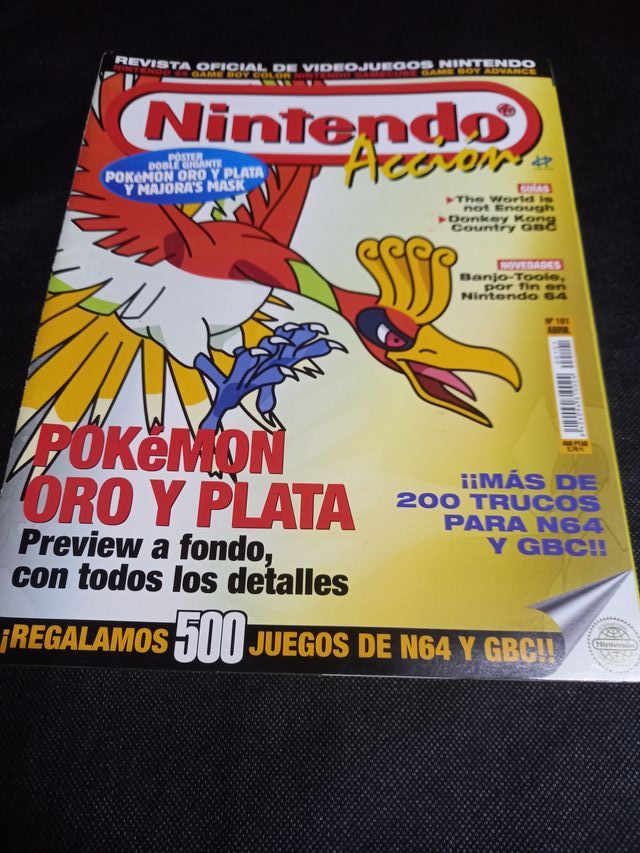 REVISTA OFICIAL DE VIDEOJUEGOS NINTENDO
NINTENDO 64 GAME BOY COLOR NINTENDO GAMECUBE GAME BOY ADVANCE
Nintendo®
Acción
PÓSTER
DOBLE GIGANTE
POKéMON ORO Y PLATA
Y MAJORA'S MASK
GUÍAS
The World is
not Enough
Donkey Kong
Country GBC
NOVEDADES
Banjo-Tooie,
por fin en
Nintendo 64
Nº 101
ABRIL
POKéMON
ORO Y PLATA
Preview a fondo,
con todos los detalles
¡¡MÁS DE
200 TRUCOS
PARA N64
Y GBC!!
¡REGALAMOS 500 JUEGOS DE N64 Y GBC!!
Nintendo